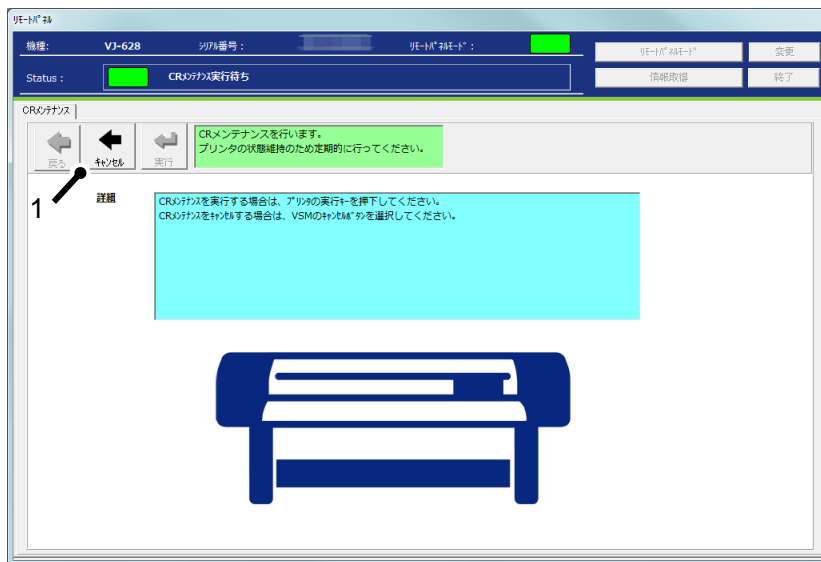 ﾘﾓｰﾄﾊﾟﾈﾙ
機種: VJ-628 ｼﾘｱﾙ番号: ﾘﾓｰﾄﾊﾟﾈﾙﾓｰﾄﾞ:
ﾘﾓｰﾄﾊﾟﾈﾙﾓｰﾄﾞ 変更
Status : CRﾒﾝﾃﾅﾝｽ実行待ち
情報取得 終了
CRﾒﾝﾃﾅﾝｽ
戻る ｷｬﾝｾﾙ 実行
CRメンテナンスを行います。
プリンタの状態維持のため定期的に行ってください。
1
詳細
CRﾒﾝﾃﾅﾝｽを実行する場合は、ﾌﾟﾘﾝﾀの実行ｷｰを押下してください。
CRﾒﾝﾃﾅﾝｽをｷｬﾝｾﾙする場合は、VSMのｷｬﾝｾﾙﾎﾞﾀﾝを選択してください。